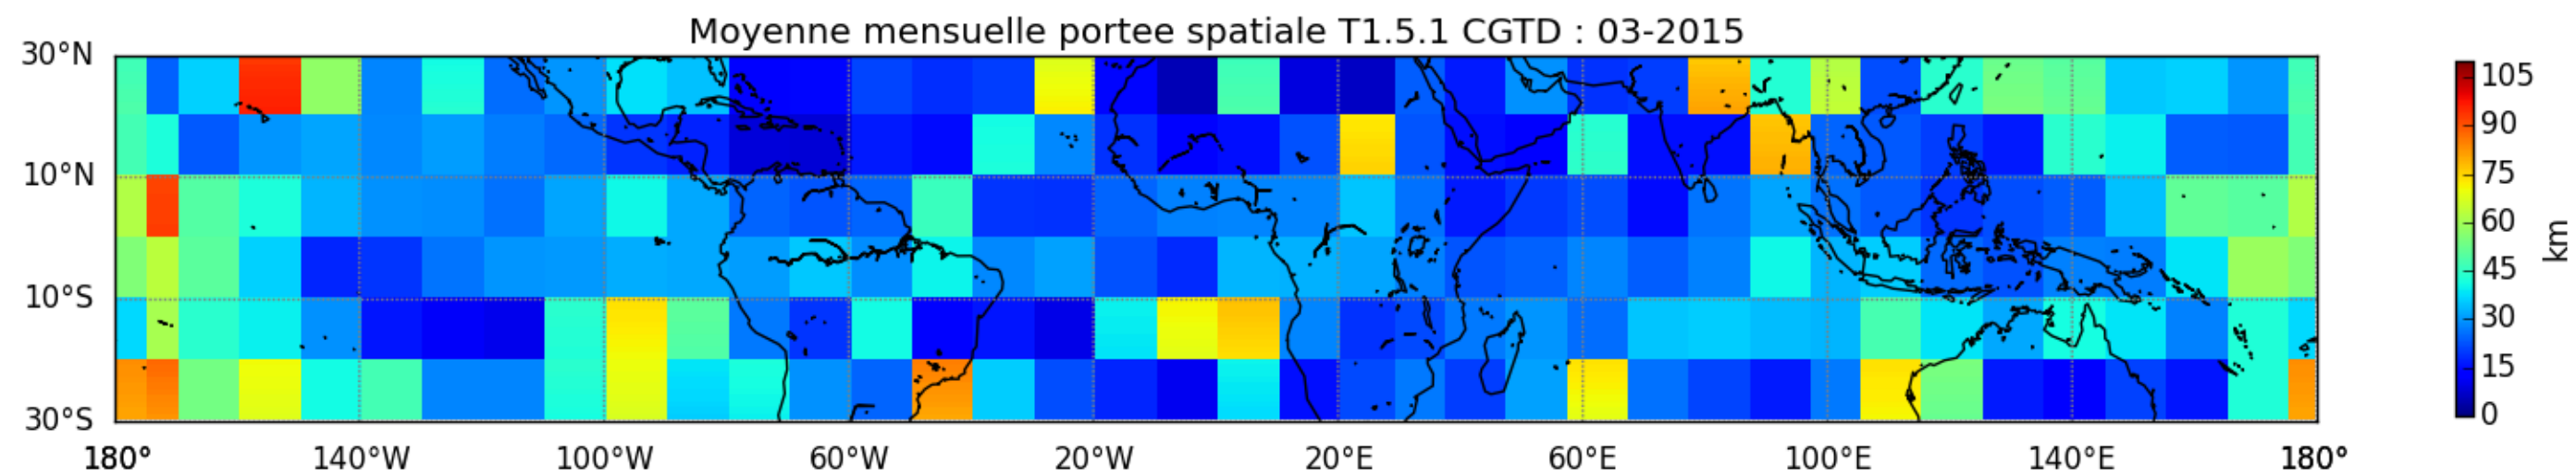 Moyenne mensuelle portee spatiale T1.5.1 CGTD : 03-2015
30°N
10°N
10°S
30°S
180° 140°W 100°W 60°W 20°W 20°E 60°E 100°E 140°E 180°
105
90
75
60
45
30
15
0
km